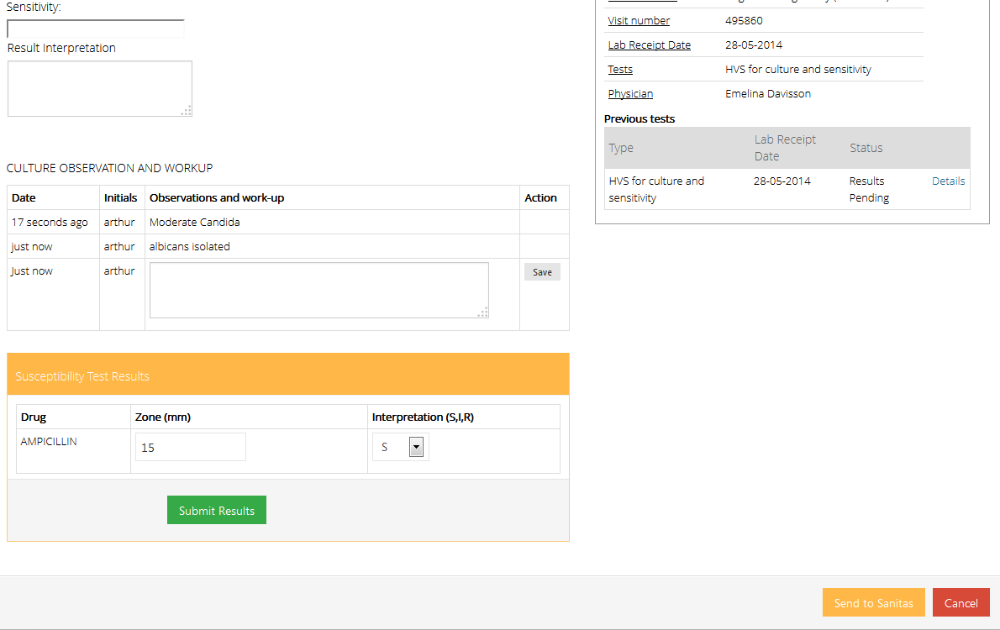 Sensitivity:
Result Interpretation
CULTURE OBSERVATION AND WORKUP
Date Initials Observations and work-up Action
17 seconds ago arthur Moderate Candida
just now arthur albicans isolated
Just now arthur Save
Susceptibility Test Results
Drug Zone (mm) Interpretation (S,I,R)
AMPICILLIN 15 S
Submit Results
Visit number 495860
Lab Receipt Date 28-05-2014
Tests HVS for culture and sensitivity
Physician Emelina Davisson
Previous tests
Type Lab Receipt Date Status
HVS for culture and sensitivity 28-05-2014 Results Pending Details
Send to Sanitas Cancel